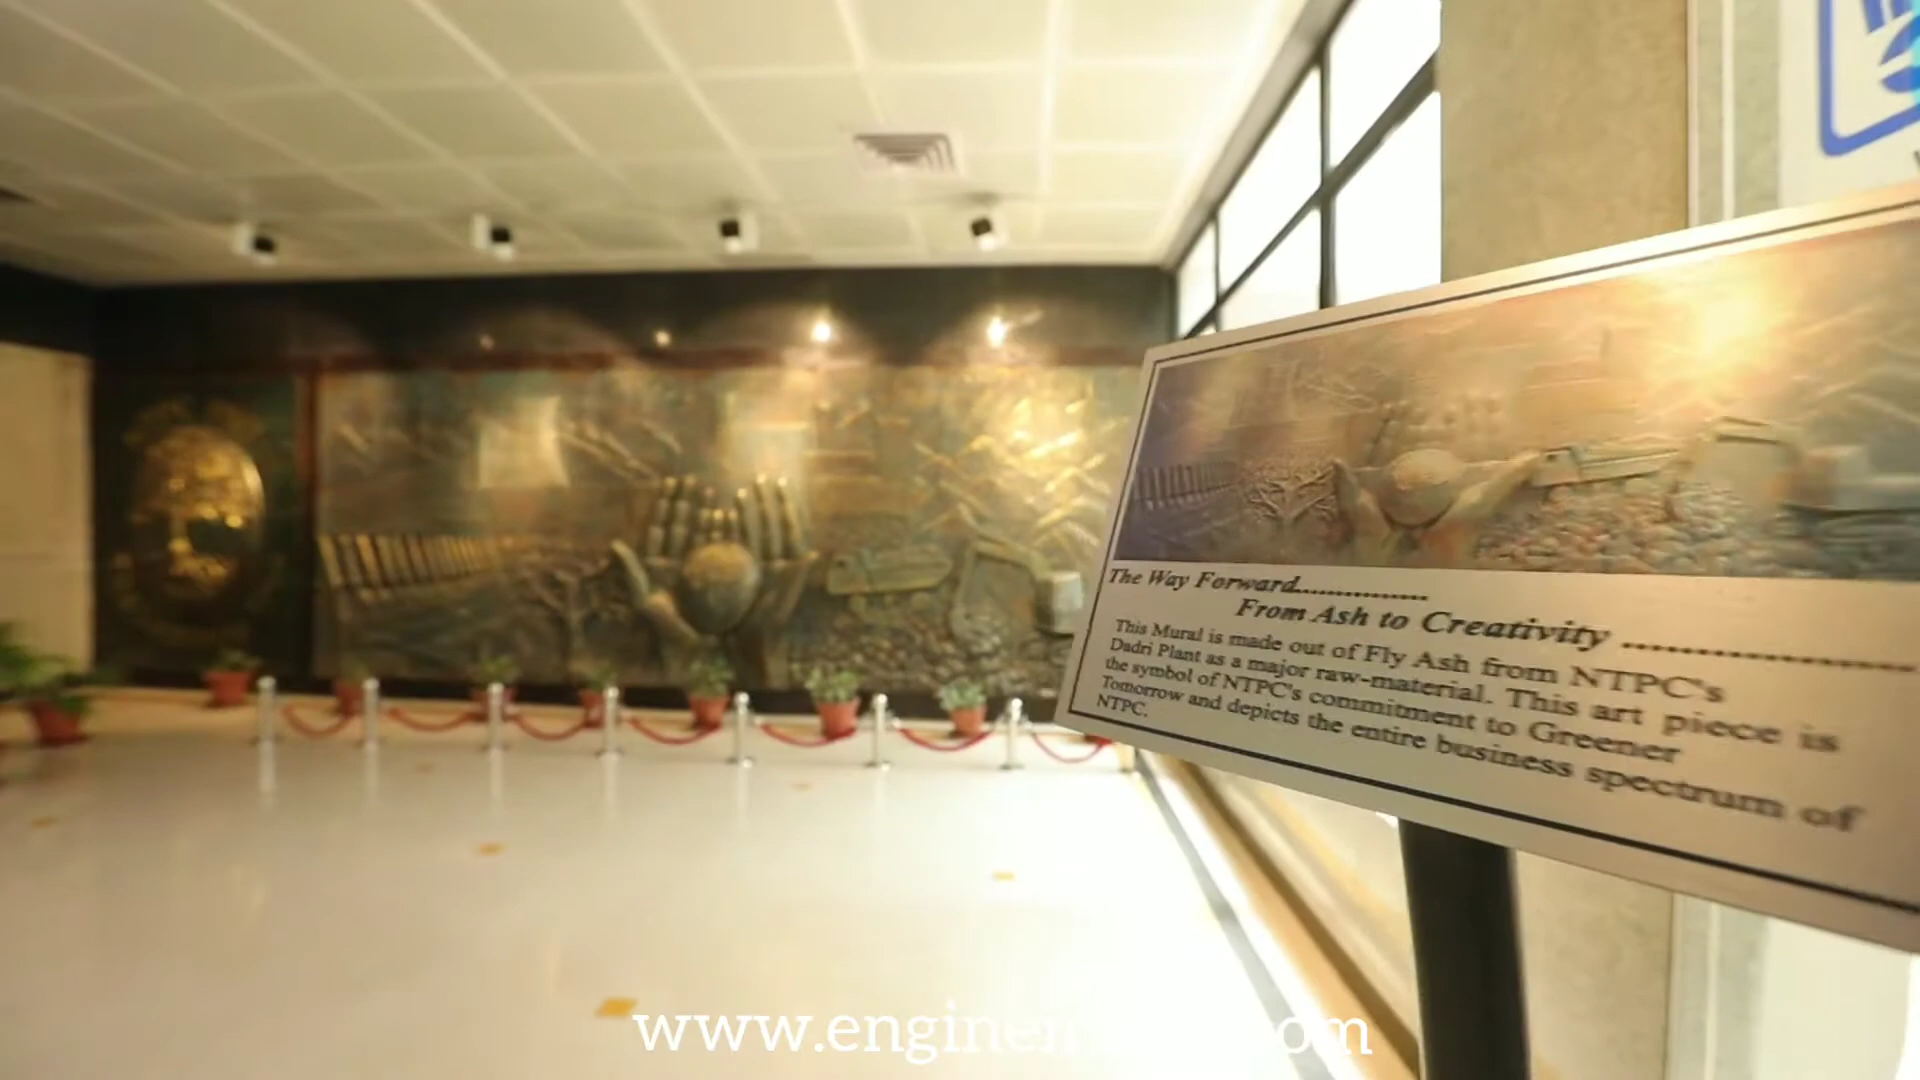 The Way Forward...............
From Ash to Creativity ........................
This Mural is made out of Fly Ash from NTPC's
Dadri Plant as a major raw-material. This art piece is
the symbol of NTPC's commitment to Greener
Tomorrow and depicts the entire business spectrum of
NTPC.